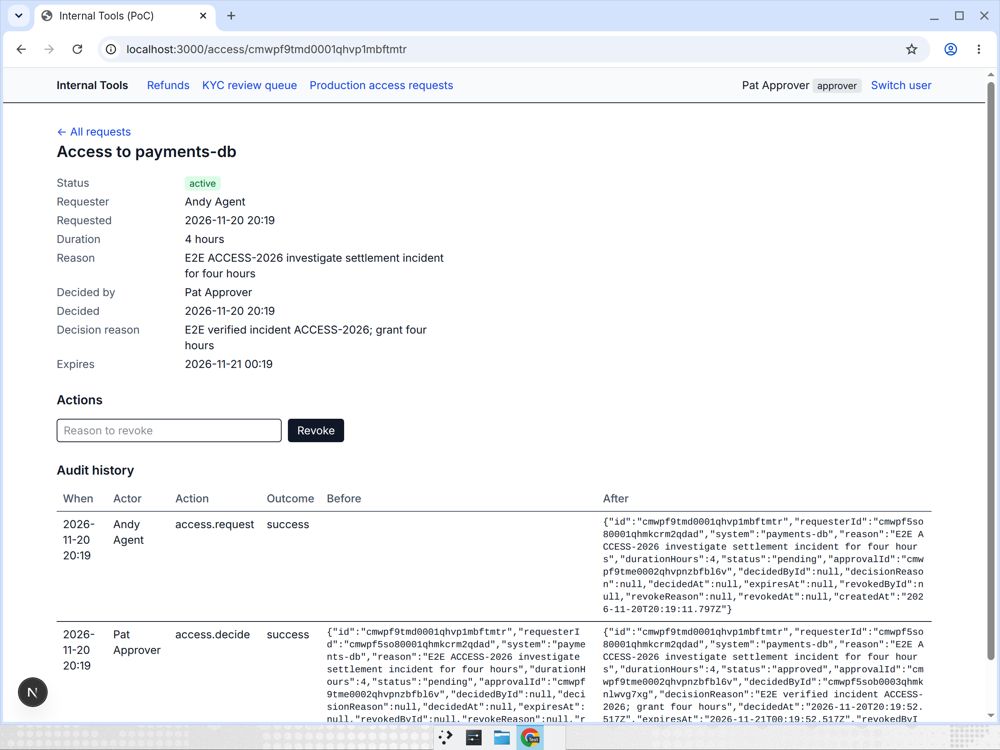 Internal Tools (PoC)
localhost:3000/access/cmwpf9tmd0001qhvp1mbftmtr
Internal Tools Refunds KYC review queue Production access requests Pat Approver approver Switch user
← All requests
Access to payments-db
Status active
Requester Andy Agent
Requested 2026-11-20 20:19
Duration 4 hours
Reason E2E ACCESS-2026 investigate settlement incident
for four hours
Decided by Pat Approver
Decided 2026-11-20 20:19
Decision reason E2E verified incident ACCESS-2026; grant four
hours
Expires 2026-11-21 00:19
Actions
Reason to revoke Revoke
Audit history
When Actor Action Outcome Before After
2026-
11-20
20:19
Andy
Agent
access.request
success
{"id":"cmwpf9tmd0001qhvp1mbftmtr","requesterId":"cmwpf5so
80001qhmkcrm2qdad","system":"payments-db","reason":"E2E A
CCESS-2026 investigate settlement incident for four hour
s","durationHours":4,"status":"pending","approvalId":"cmw
pf9tme0002qhvpnzbfbl6v","decidedById":null,"decisionReaso
n":null,"decidedAt":null,"expiresAt":null,"revokedById":n
ull,"revokeReason":null,"revokedAt":null,"createdAt":"202
6-11-20T20:19:11.797Z"}
2026-
11-20
20:19
Pat
Approver
access.decide
success
{"id":"cmwpf9tmd0001qhvp1mbftmtr","requesterI
d":"cmwpf5so80001qhmkcrm2qdad","system":"payme
nts-db","reason":"E2E ACCESS-2026 investigate
settlement incident for four hours","durationH
ours":4,"status":"pending","approvalId":"cmwpf
9tme0002qhvpnzbfbl6v","decidedById":null,"deci
sionReason":null,"decidedAt":null,"expiresAt":
null,"revokedById":null,"revokeReason":null,"r
{"id":"cmwpf9tmd0001qhvp1mbftmtr","requesterId":"cmwpf5so
80001qhmkcrm2qdad","system":"payments-db","reason":"E2E A
CCESS-2026 investigate settlement incident for four hour
s","durationHours":4,"status":"approved","approvalId":"cm
wpf9tme0002qhvpnzbfbl6v","decidedById":"cmwpf5sob0003qhmk
nlwvg7xg","decisionReason":"E2E verified incident ACCESS-
2026; grant four hours","decidedAt":"2026-11-20T20:19:52.
517Z","expiresAt":"2026-11-21T00:19:52.517Z","revokedById
N